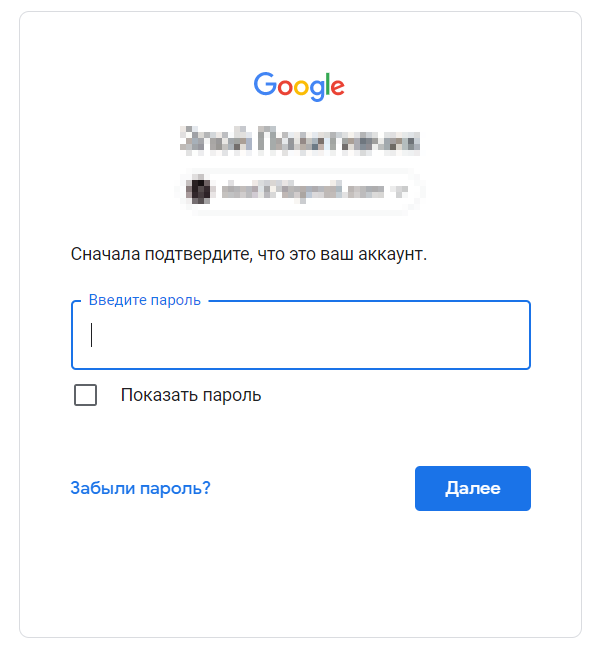 Google
Сначала подтвердите, что это ваш аккаунт.
Введите пароль
Показать пароль
Забыли пароль?
Далее